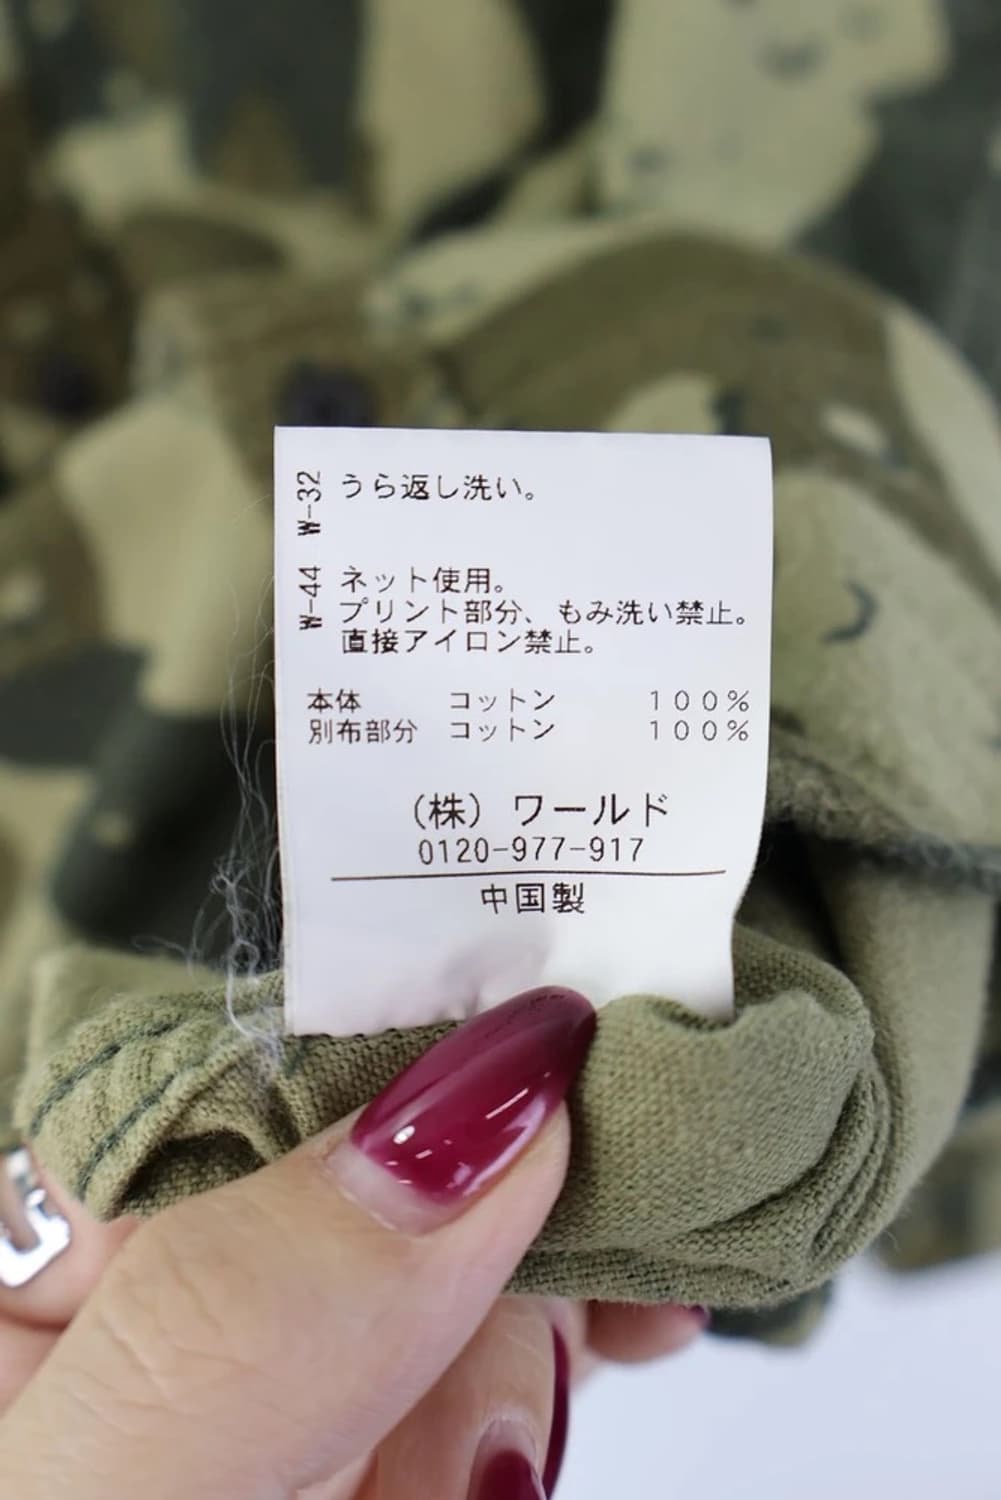 W-32 うら返し洗い。
W-44 ネット使用。
プリント部分、もみ洗い禁止。
直接アイロン禁止。
本体 コットン 100%
別布部分 コットン 100%
(株) ワールド
0120-977-917
中国製